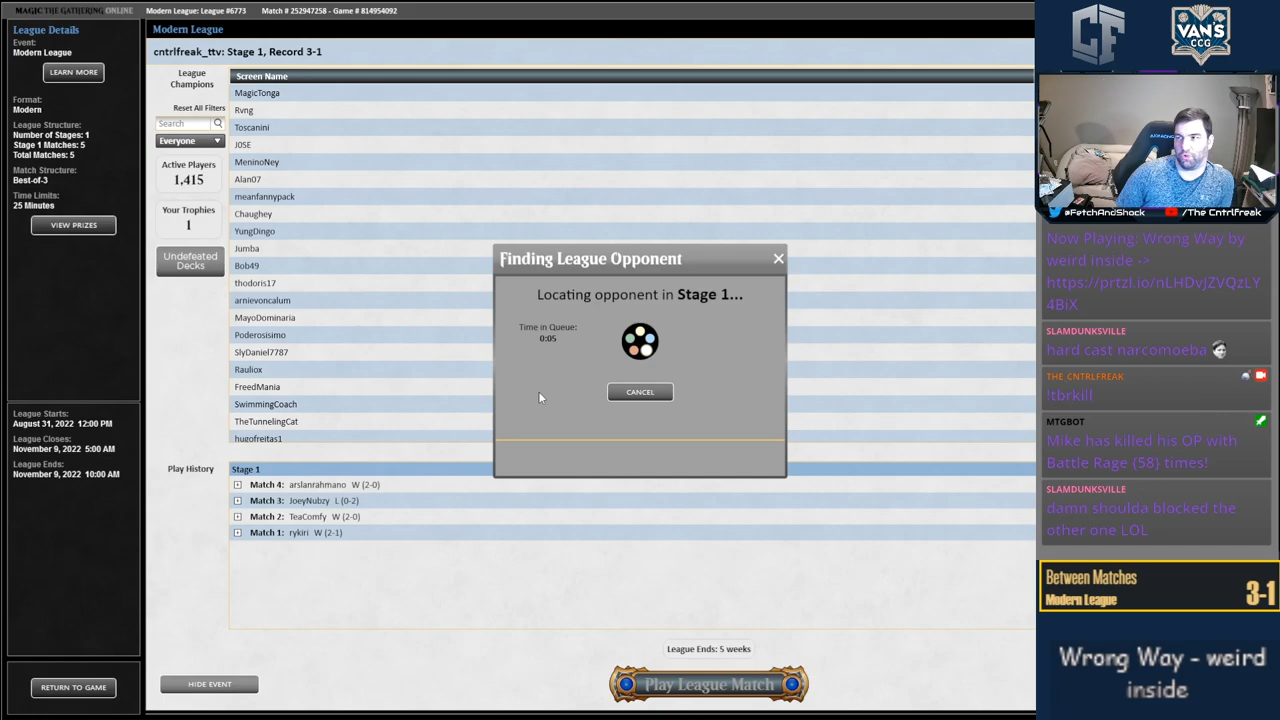 MAGIC THE GATHERING ONLINE
Modern League: League #6773
Match # 252947258 - Game # 814954092
League Details
Event:
Modern League
LEARN MORE
Format:
Modern
League Structure:
Number of Stages: 1
Stage 1 Matches: 5
Total Matches: 5
Match Structure:
Best-of-3
Time Limits:
25 Minutes
VIEW PRIZES
League Starts:
August 31, 2022 12:00 PM
League Closes:
November 9, 2022 5:00 AM
League Ends:
November 9, 2022 10:00 AM
RETURN TO GAME
Modern League
cntrlfreak_ttv: Stage 1, Record 3-1
League
Champions
Reset All Filters
Search
Everyone
Active Players
1,415
Your Trophies
1
Undefeated
Decks
Screen Name
MagicTonga
Rvng
Toscanini
JOSE
MeninoNey
Alan07
meanfannypack
Chaughey
YungDingo
Jumba
Bob49
thodoris17
arnievoncalum
MayoDominaria
Poderosisimo
SlyDaniel7787
Rauliox
FreedMania
SwimmingCoach
TheTunnelingCat
hugofreitas1
Finding League Opponent
Locating opponent in Stage 1...
Time in Queue:
0:05
CANCEL
Play History
Stage 1
Match 4: arslanrahmano W (2-0)
Match 3: JoeyNubzy L (0-2)
Match 2: TeaComfy W (2-0)
Match 1: rykiri W (2-1)
League Ends: 5 weeks
HIDE EVENT
Play League Match
CF
VAN'S
CCG
@FetchAndShock
/The CntrlFreak
Now Playing: Wrong Way by
weird inside ->
https://prtzl.io/nLHDvJZVQzLY
4BiX
SLAMDUNKSVILLE
hard cast narcomoeba
THE CNTRLFREAK
!tbrkill
MTGBOT
Mike has killed his OP with
Battle Rage {58} times!
SLAMDUNKSVILLE
damn shoulda blocked the
other one LOL
Between Matches
Modern League
3-1
Wrong Way - weird
inside